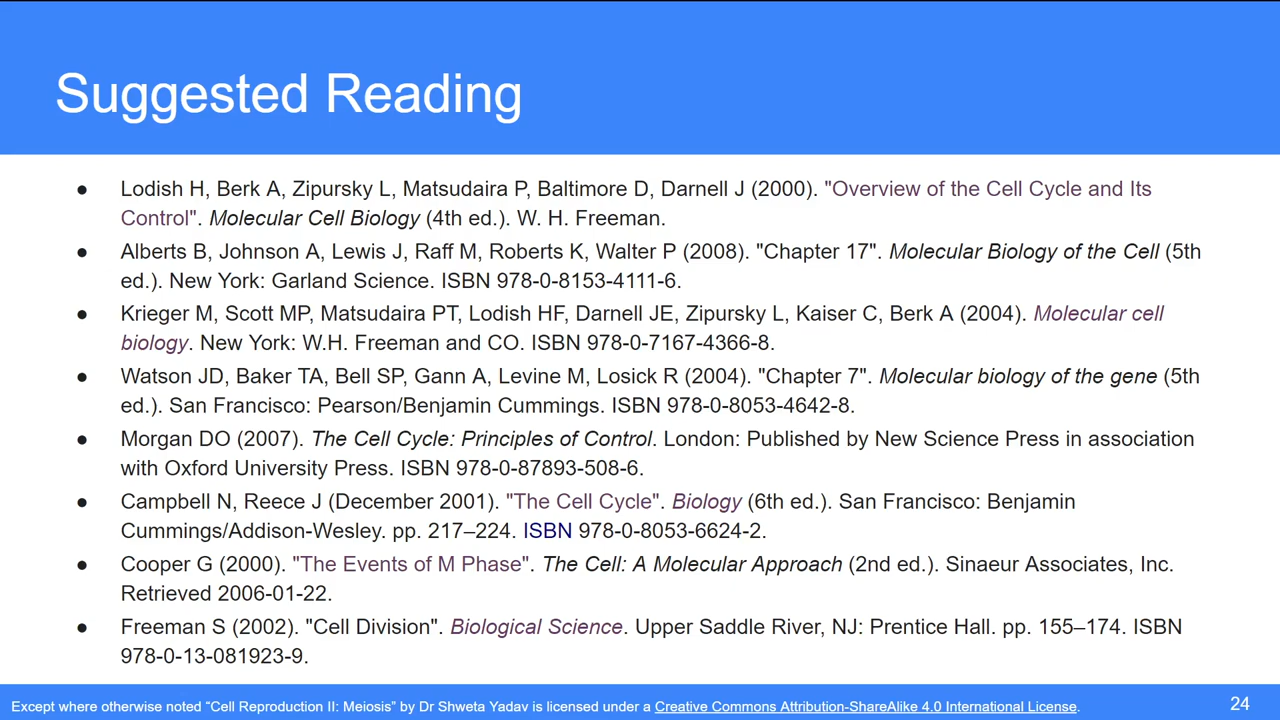 Suggested Reading
● Lodish H, Berk A, Zipursky L, Matsudaira P, Baltimore D, Darnell J (2000). "Overview of the Cell Cycle and Its
Control". Molecular Cell Biology (4th ed.). W. H. Freeman.
● Alberts B, Johnson A, Lewis J, Raff M, Roberts K, Walter P (2008). "Chapter 17". Molecular Biology of the Cell (5th
ed.). New York: Garland Science. ISBN 978-0-8153-4111-6.
● Krieger M, Scott MP, Matsudaira PT, Lodish HF, Darnell JE, Zipursky L, Kaiser C, Berk A (2004). Molecular cell
biology. New York: W.H. Freeman and CO. ISBN 978-0-7167-4366-8.
● Watson JD, Baker TA, Bell SP, Gann A, Levine M, Losick R (2004). "Chapter 7". Molecular biology of the gene (5th
ed.). San Francisco: Pearson/Benjamin Cummings. ISBN 978-0-8053-4642-8.
● Morgan DO (2007). The Cell Cycle: Principles of Control. London: Published by New Science Press in association
with Oxford University Press. ISBN 978-0-87893-508-6.
● Campbell N, Reece J (December 2001). "The Cell Cycle". Biology (6th ed.). San Francisco: Benjamin
Cummings/Addison-Wesley. pp. 217–224. ISBN 978-0-8053-6624-2.
● Cooper G (2000). "The Events of M Phase". The Cell: A Molecular Approach (2nd ed.). Sinaeur Associates, Inc.
Retrieved 2006-01-22.
● Freeman S (2002). "Cell Division". Biological Science. Upper Saddle River, NJ: Prentice Hall. pp. 155–174. ISBN
978-0-13-081923-9.
Except where otherwise noted “Cell Reproduction II: Meiosis” by Dr Shweta Yadav is licensed under a Creative Commons Attribution-ShareAlike 4.0 International License.
24